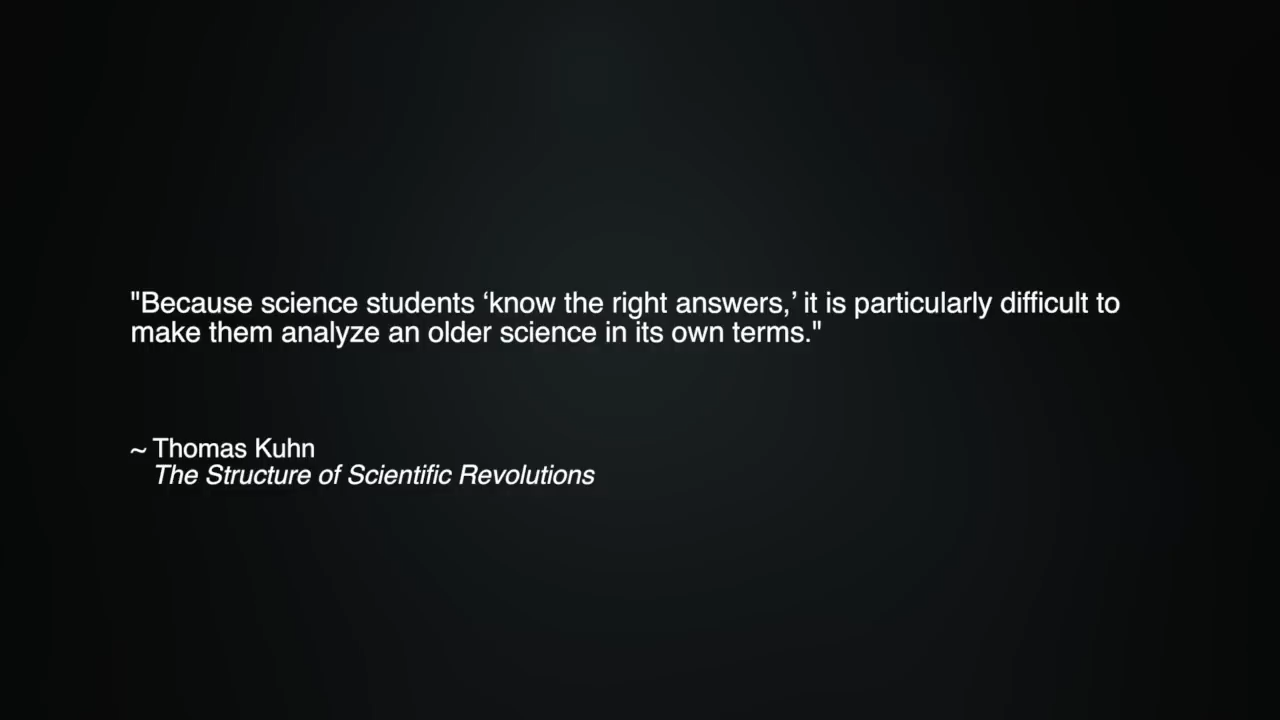 "Because science students ‘know the right answers,’ it is particularly difficult to
make them analyze an older science in its own terms."
~ Thomas Kuhn
The Structure of Scientific Revolutions